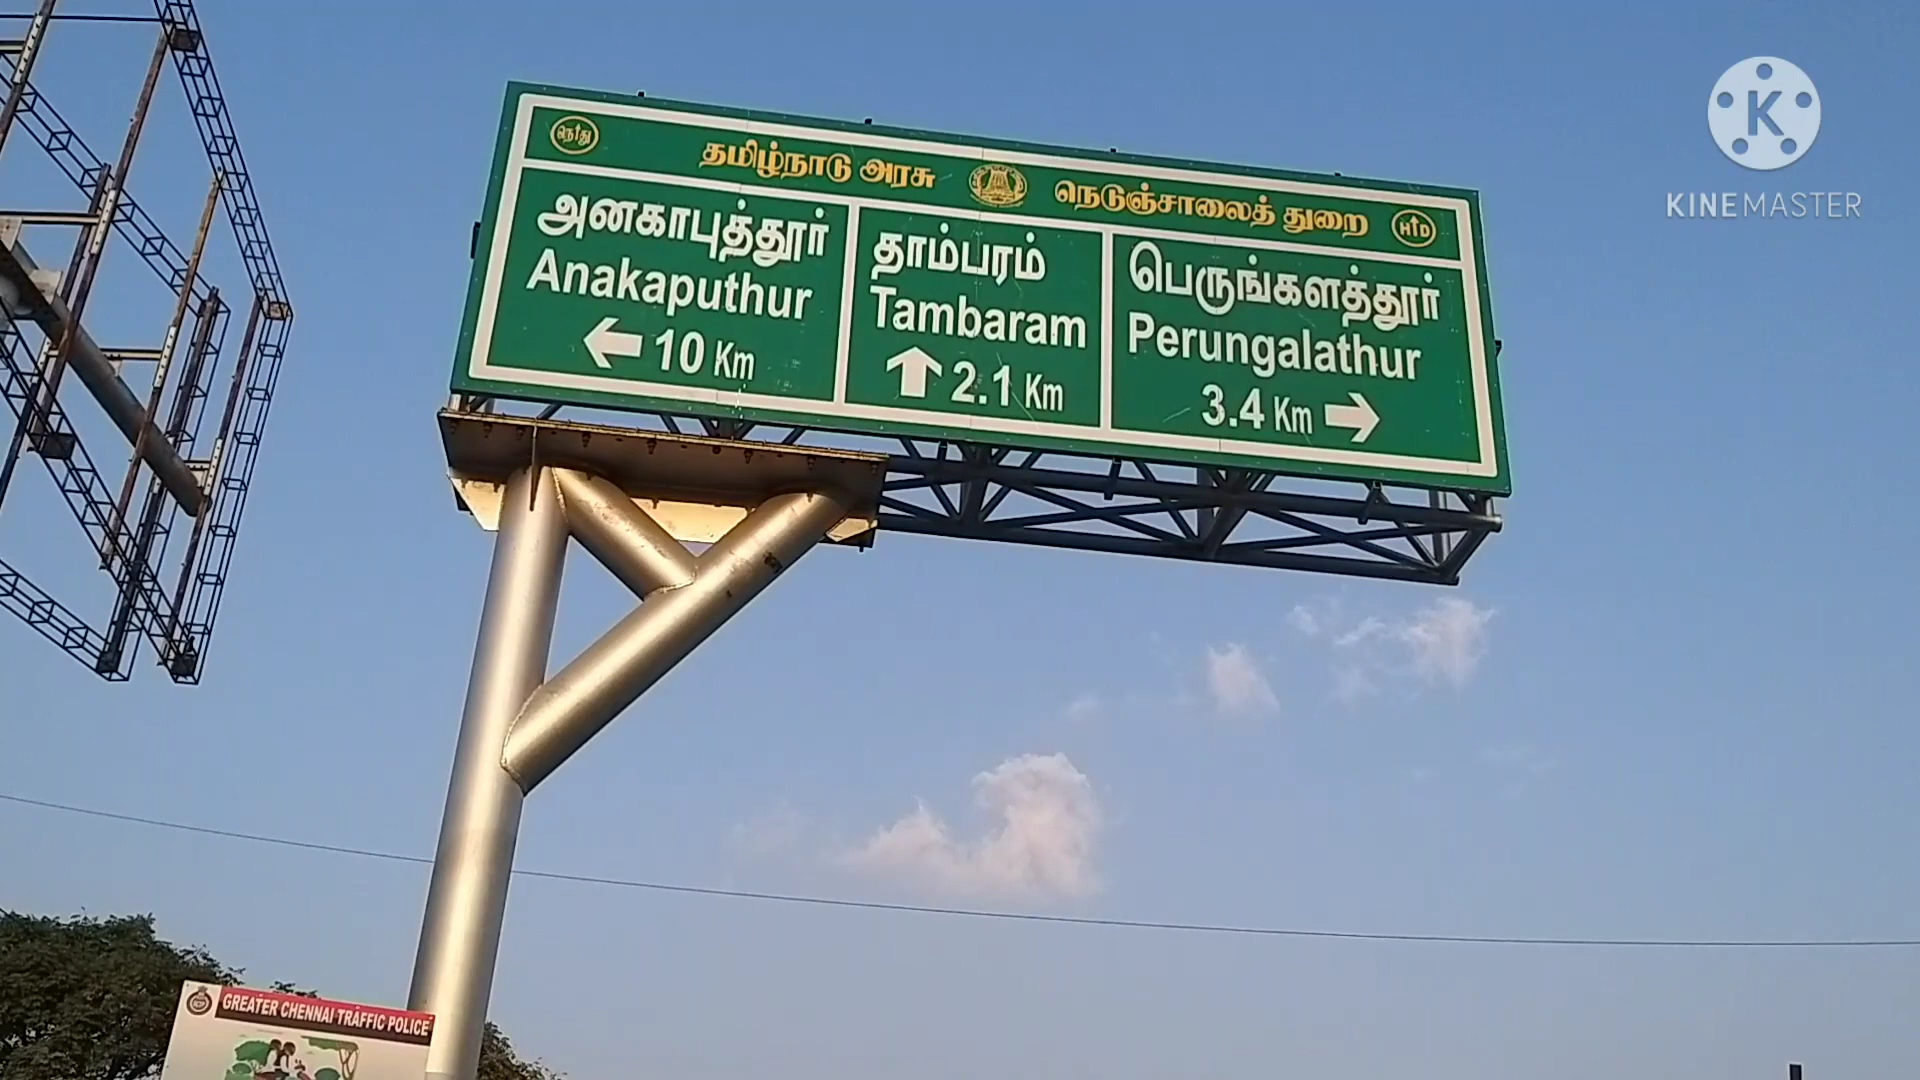 நெடு
தமிழ்நாடு அரசு
நெடுஞ்சாலைத் துறை
HD
அனகாபுத்தூர்
Anakaputhur
10 Km
தாம்பரம்
Tambaram
2.1 Km
பெருங்களத்தூர்
Perungalathur
3.4 Km
K
KINEMASTER
GREATER CHENNAI TRAFFIC POLICE